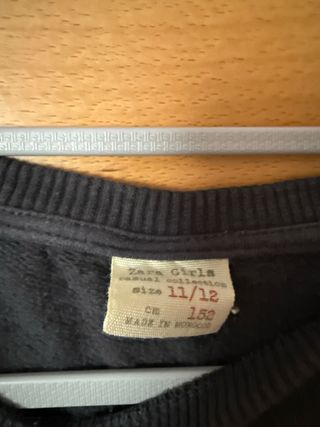 Zara Girls
casual collection
size 11/12
cm 152
MADE IN MOROCCO